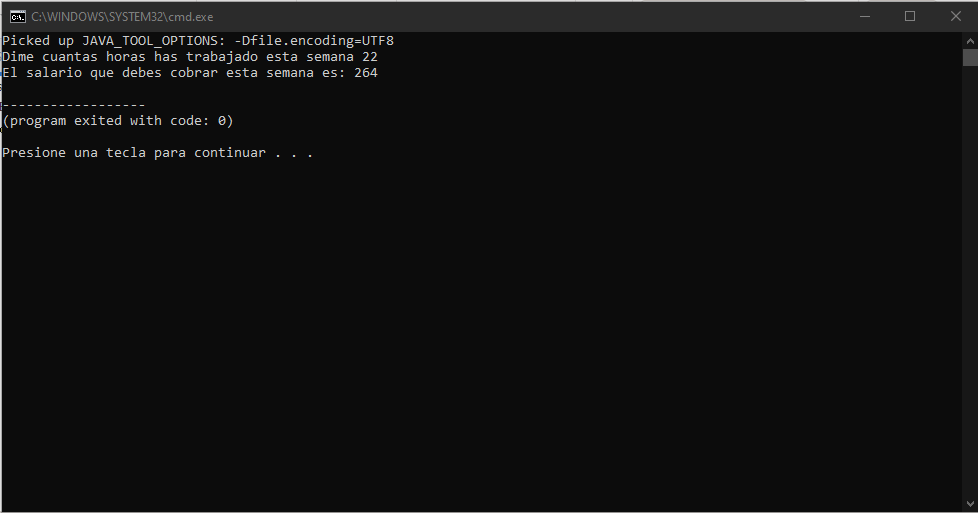 C:\WINDOWS\SYSTEM32\cmd.exe
Picked up JAVA_TOOL_OPTIONS: -Dfile.encoding=UTF8
Dime cuantas horas has trabajado esta semana 22
El salario que debes cobrar esta semana es: 264
------------------
(program exited with code: 0)
Presione una tecla para continuar . . .